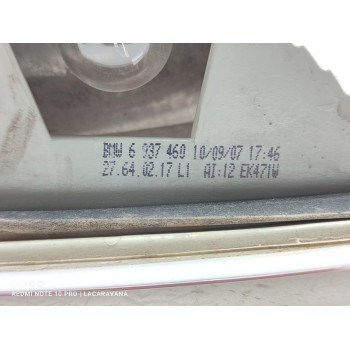 BMW 6 937 460 10/09/07 17:46
27.64.02.17 L1 AI:12 EK471W
REDMI NOTE 10 PRO | LACARAVANA